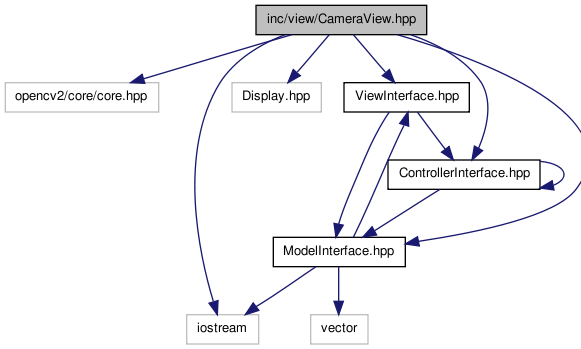 inc/view/CameraView.hpp
opencv2/core/core.hpp
Display.hpp
ViewInterface.hpp
ControllerInterface.hpp
ModelInterface.hpp
iostream
vector